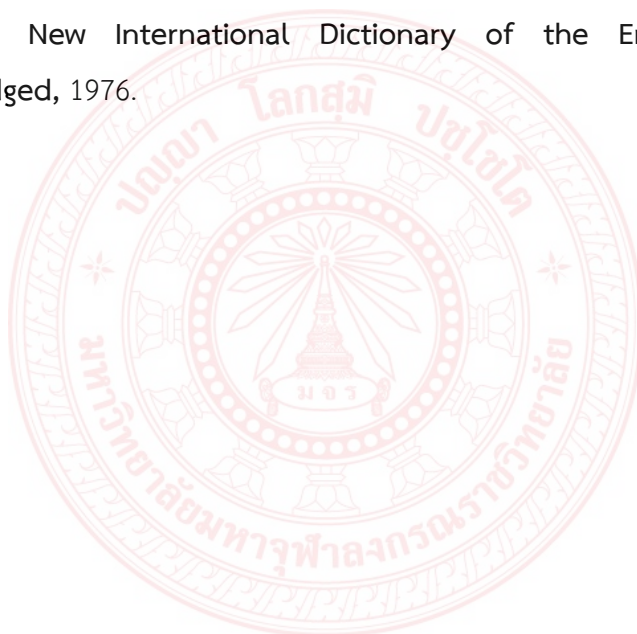 New International Dictionary of the En
dged, 1976.
ปญฺญา โลกสฺมิ ปชฺโชโต
ม จ ร
มหาวิทยาลัยมหาจุฬาลงกรณราชวิทยาลัย